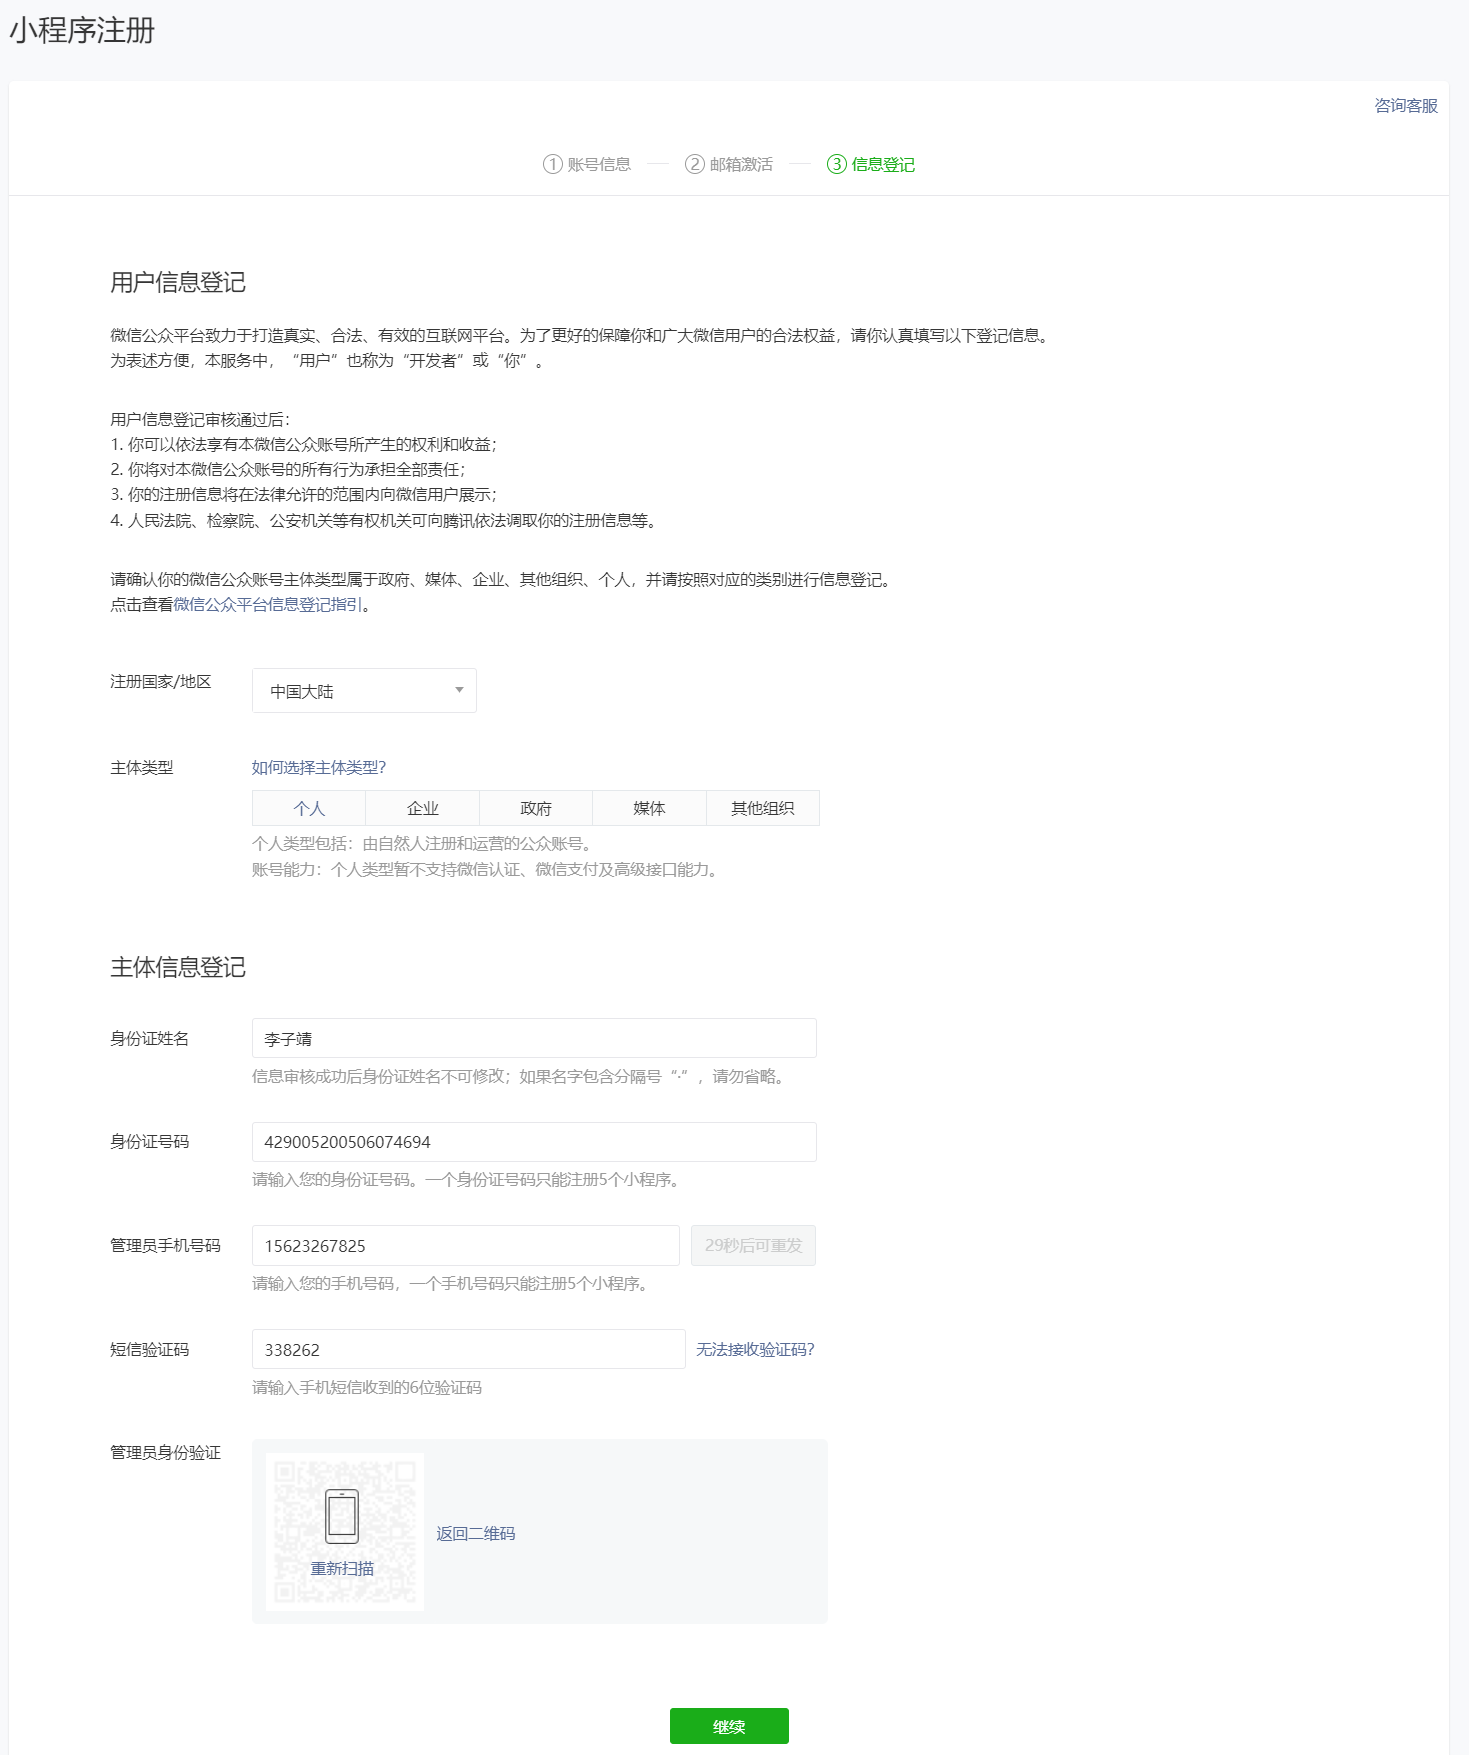 小程序注册
咨询客服
1 账号信息 2 邮箱激活 3 信息登记
用户信息登记
微信公众平台致力于打造真实、合法、有效的互联网平台。为了更好的保障你和广大微信用户的合法权益，请你认真填写以下登记信息。
为表述方便，本服务中，“用户”也称为“开发者”或“你”。
用户信息登记审核通过后：
1. 你可以依法享有本微信公众账号所产生的权利和收益；
2. 你将对本微信公众账号的所有行为承担全部责任；
3. 你的注册信息将在法律允许的范围内向微信用户展示；
4. 人民法院、检察院、公安机关等有权机关可向腾讯依法调取你的注册信息等。
请确认你的微信公众账号主体类型属于政府、媒体、企业、其他组织、个人，并请按照对应的类别进行信息登记。
点击查看微信公众平台信息登记指引。
注册国家/地区 中国大陆
主体类型 如何选择主体类型?
个人 企业 政府 媒体 其他组织
个人类型包括：由自然人注册和运营的公众账号。
账号能力：个人类型暂不支持微信认证、微信支付及高级接口能力。
主体信息登记
身份证姓名 李子靖
信息审核成功后身份证姓名不可修改；如果名字包含分隔号“·”，请勿省略。
身份证号码 429005200506074694
请输入您的身份证号码。一个身份证号码只能注册5个小程序。
管理员手机号码 15623267825 29秒后可重发
请输入您的手机号码，一个手机号码只能注册5个小程序。
短信验证码 338262 无法接收验证码?
请输入手机短信收到的6位验证码
管理员身份验证
返回二维码
重新扫描
继续